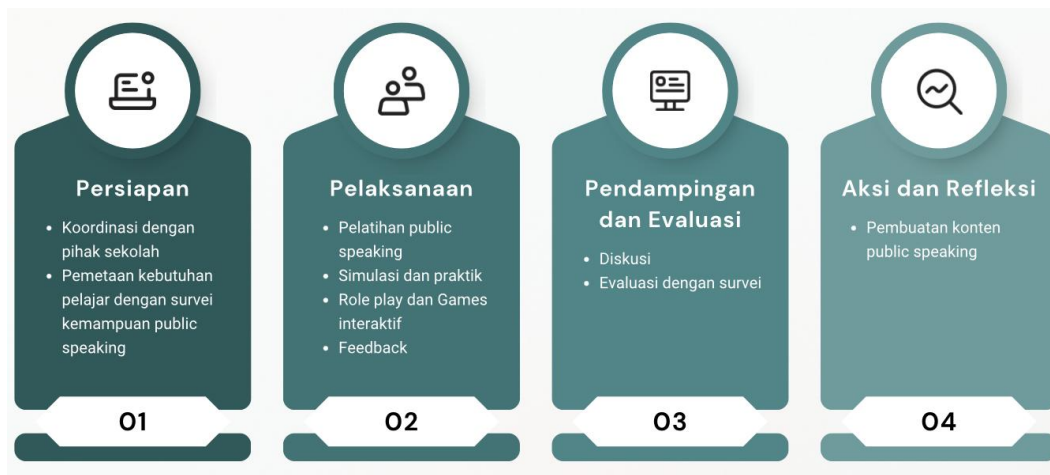 Persiapan
• Koordinasi dengan
pihak sekolah
• Pemetaan kebutuhan
pelajar dengan survei
kemampuan public
speaking
01
Pelaksanaan
• Pelatihan public
speaking
• Simulasi dan praktik
• Role play dan Games
interaktif
• Feedback
02
Pendampingan
dan Evaluasi
• Diskusi
• Evaluasi dengan survei
03
Aksi dan Refleksi
• Pembuatan konten
public speaking
04